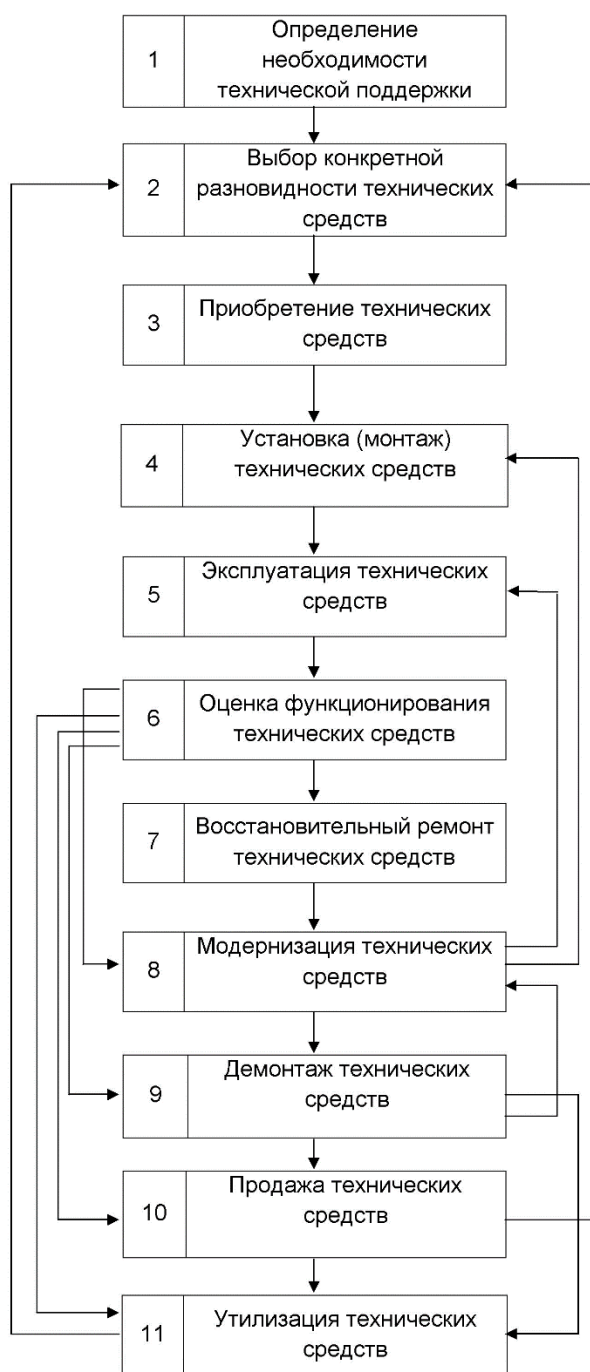 1
Определение
необходимости
технической поддержки
2
Выбор конкретной
разновидности технических
средств
3
Приобретение технических
средств
4
Установка (монтаж)
технических средств
5
Эксплуатация технических
средств
6
Оценка функционирования
технических средств
7
Восстановительный ремонт
технических средств
8
Модернизация технических
средств
9
Демонтаж технических
средств
10
Продажа технических
средств
11
Утилизация технических
средств